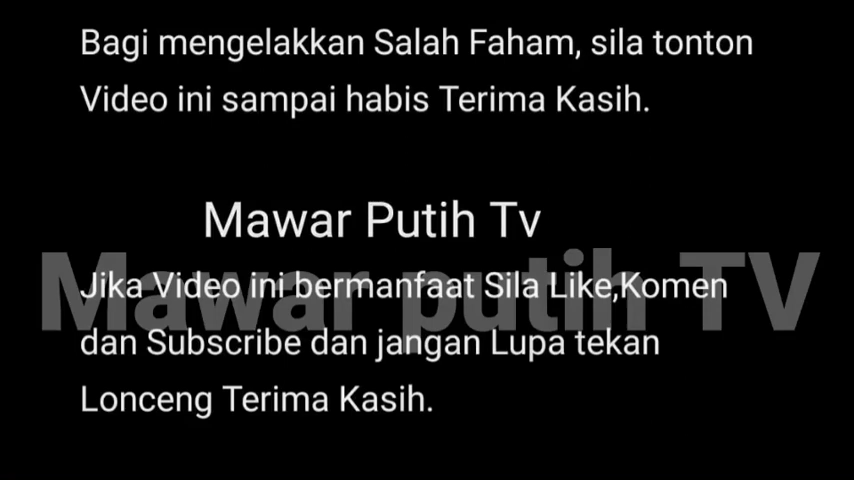 Bagi mengelakkan Salah Faham, sila tonton
Video ini sampai habis Terima Kasih.
Mawar Putih Tv
Mawar putih TV
Jika Video ini bermanfaat Sila Like,Komen
dan Subscribe dan jangan Lupa tekan
Lonceng Terima Kasih.